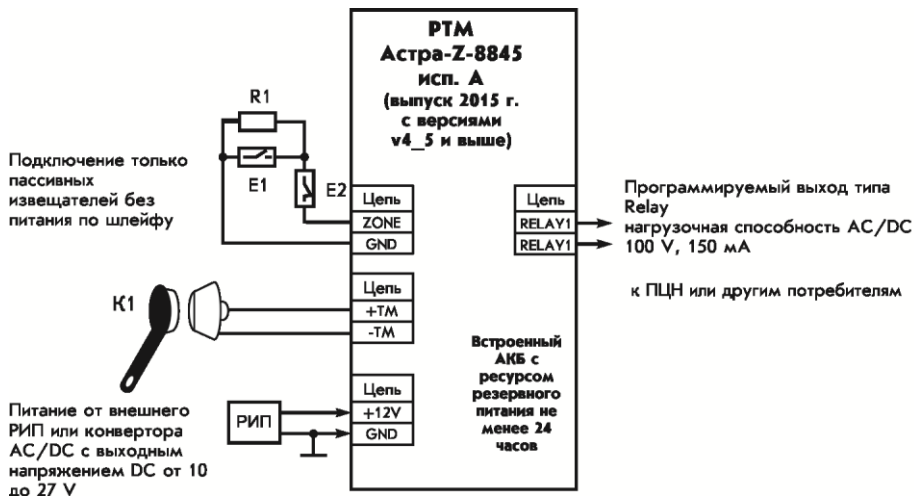 РТМ
Астра-Z-8845
исп. А
(выпуск 2015 г.
с версиями
v4_5 и выше)
R1
E1
E2
Подключение только
пассивных
извещателей без
питания по шлейфу
Цепь
ZONE
GND
Цепь
RELAY1
RELAY1
Программируемый выход типа
Relay
нагрузочная способность AC/DC
100 V, 150 мА
к ПЦН или другим потребителям
К1
Цепь
+ТМ
-ТМ
Встроенный
АКБ с
ресурсом
резервного
питания не
менее 24
часов
Питание от внешнего
РИП или конвертора
AC/DC с выходным
напряжением DC от 10
до 27 V
РИП
Цепь
+12V
GND